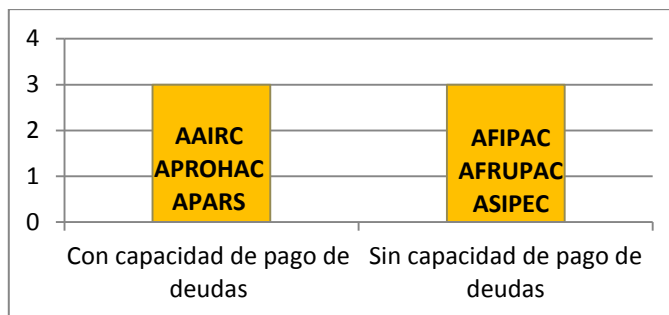 4
3
2
1
0
AAIRC
APROHAC
APARS
AFIPAC
AFRUPAC
ASIPEC
Con capacidad de pago de
deudas
Sin capacidad de pago de
deudas